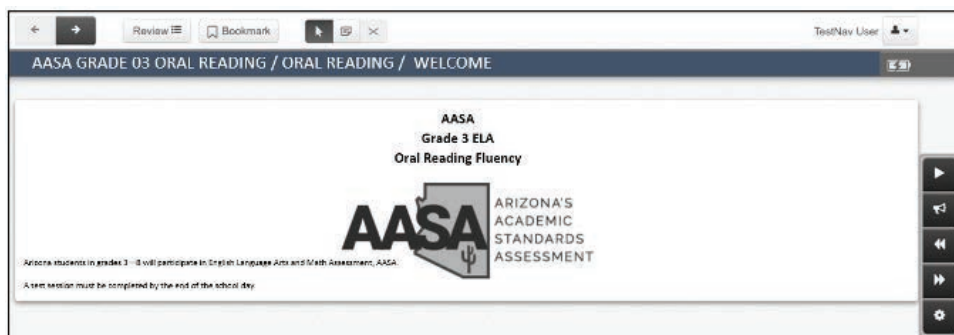 Review
Bookmark
TestNav User
AASA GRADE 03 ORAL READING / ORAL READING / WELCOME
AASA
Grade 3 ELA
Oral Reading Fluency
AASA
ARIZONA'S
ACADEMIC
STANDARDS
ASSESSMENT
Arizona students in grades 3–8 will participate in English Language Arts and Math Assessment, AASA.
A test session must be completed by the end of the school day.